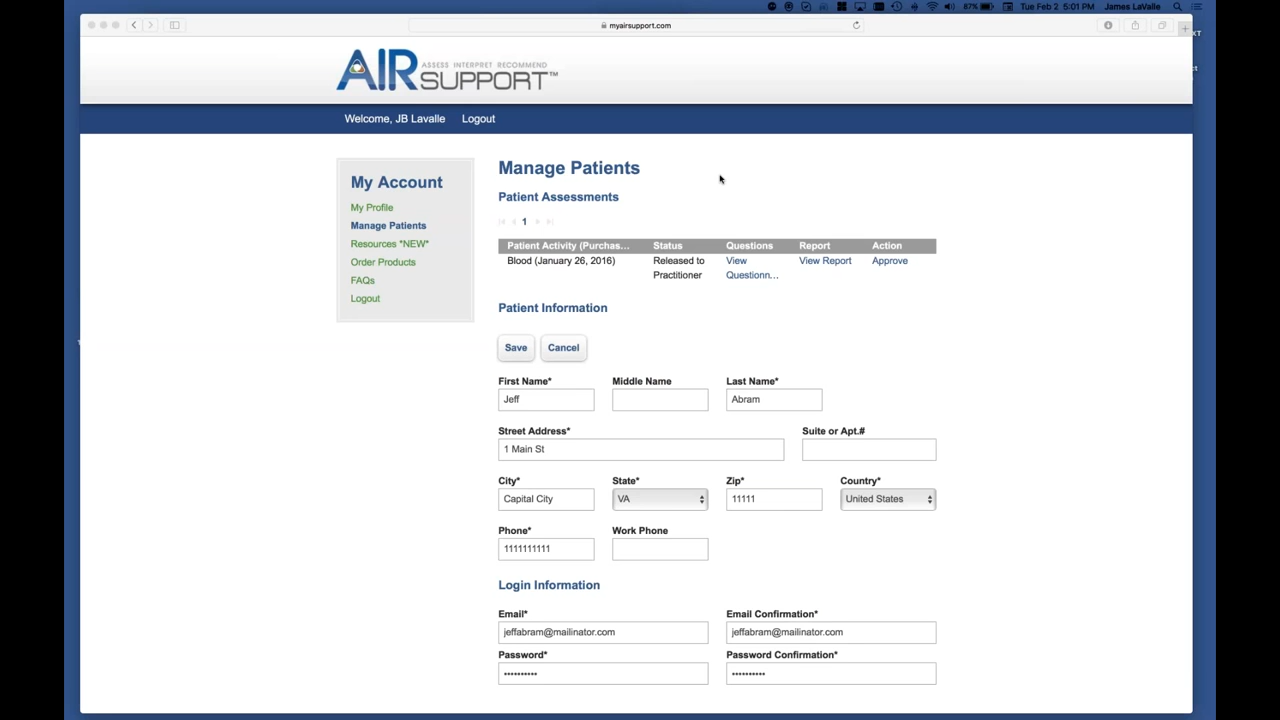 87% Tue Feb 2 5:01 PM James LaValle
myairsupport.com
AIR SUPPORT™
ASSESS INTERPRET RECOMMEND
Welcome, JB Lavalle Logout
My Account
My Profile
Manage Patients
Resources *NEW*
Order Products
FAQs
Logout
Manage Patients
Patient Assessments
1
Patient Activity (Purchas... Status Questions Report Action
Blood (January 26, 2016) Released to View View Report Approve
Practitioner Questionn...
Patient Information
Save Cancel
First Name* Middle Name Last Name*
Jeff Abram
Street Address* Suite or Apt.#
1 Main St
City* State* Zip* Country*
Capital City VA 11111 United States
Phone* Work Phone
1111111111
Login Information
Email* Email Confirmation*
jeffabram@mailinator.com jeffabram@mailinator.com
Password* Password Confirmation*
•••••••••• ••••••••••